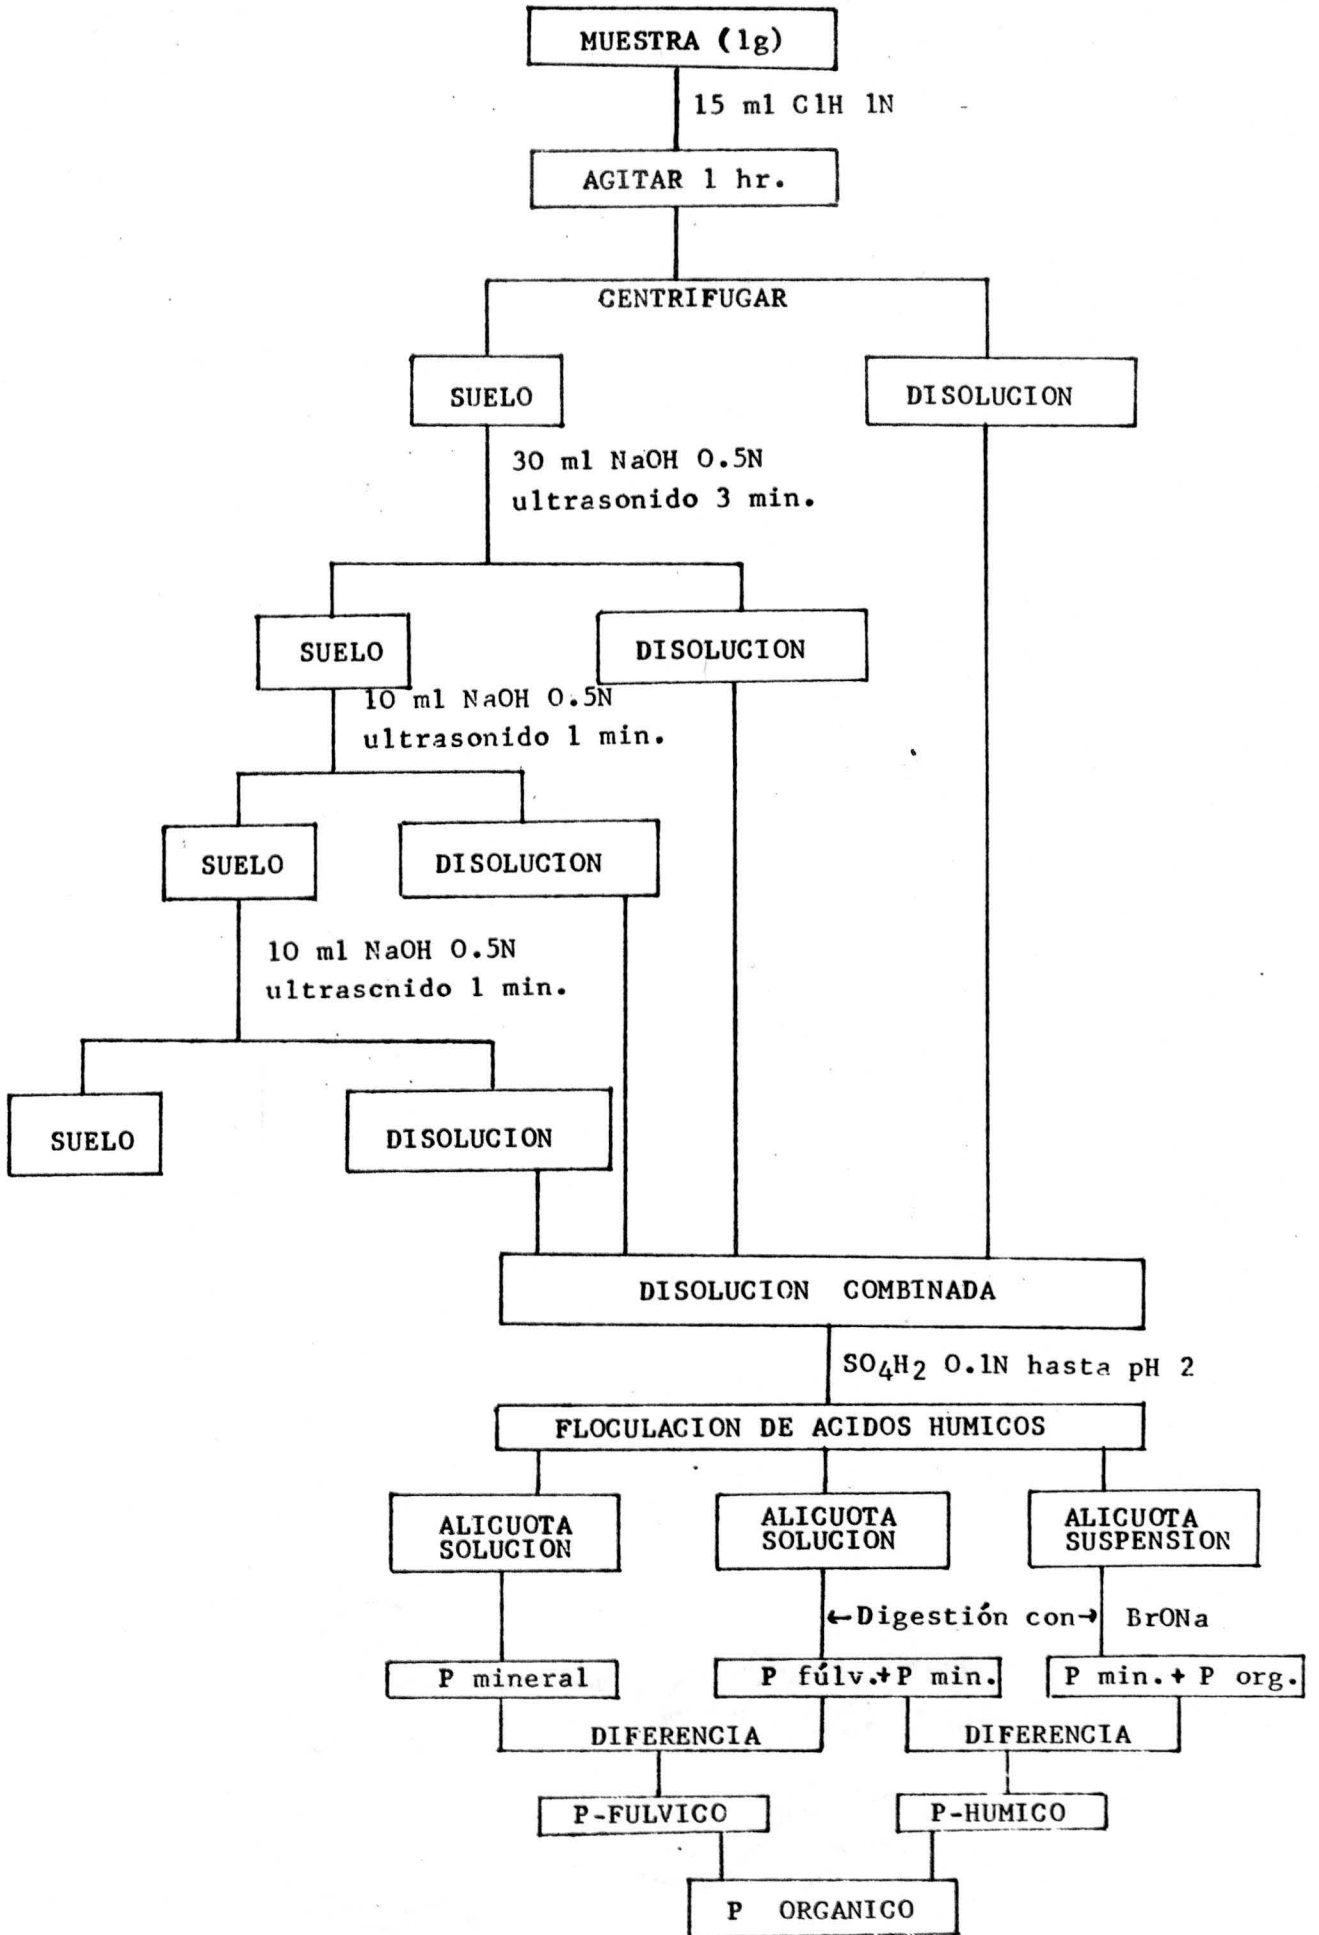 MUESTRA (1g)
15 ml ClH 1N
AGITAR 1 hr.
CENTRIFUGAR
SUELO
DISOLUCION
30 ml NaOH 0.5N
ultrasonido 3 min.
SUELO
DISOLUCION
10 ml NaOH 0.5N
ultrasonido 1 min.
SUELO
DISOLUCION
10 ml NaOH 0.5N
ultrascnido 1 min.
SUELO
DISOLUCION
DISOLUCION COMBINADA
SO4H2 0.1N hasta pH 2
FLOCULACION DE ACIDOS HUMICOS
ALICUOTA
SOLUCION
ALICUOTA
SOLUCION
ALICUOTA
SUSPENSION
←Digestión con→ BrONa
P mineral
P fúlv.+P min.
P min.+ P org.
DIFERENCIA
DIFERENCIA
P-FULVICO
P-HUMICO
P ORGANICO